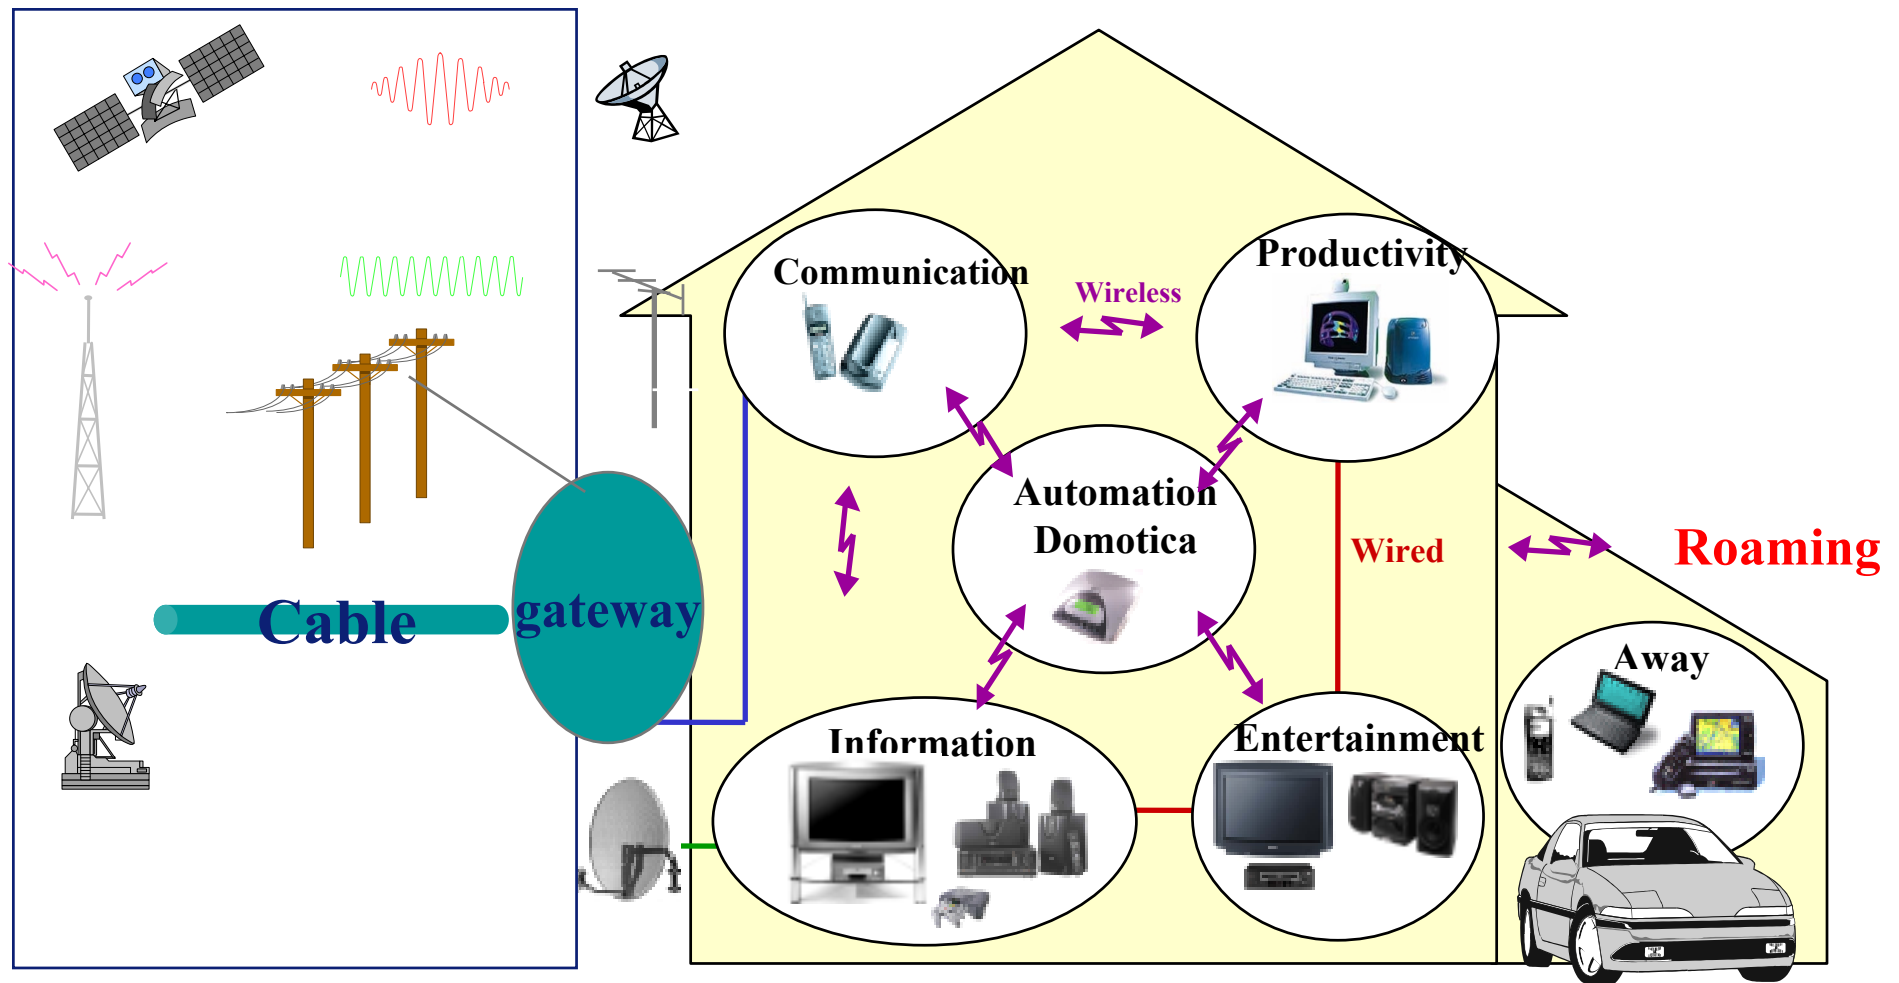 Communication
Productivity
Wireless
Automation
Domotica
Wired
Roaming
Cable
gateway
Away
Information
Entertainment